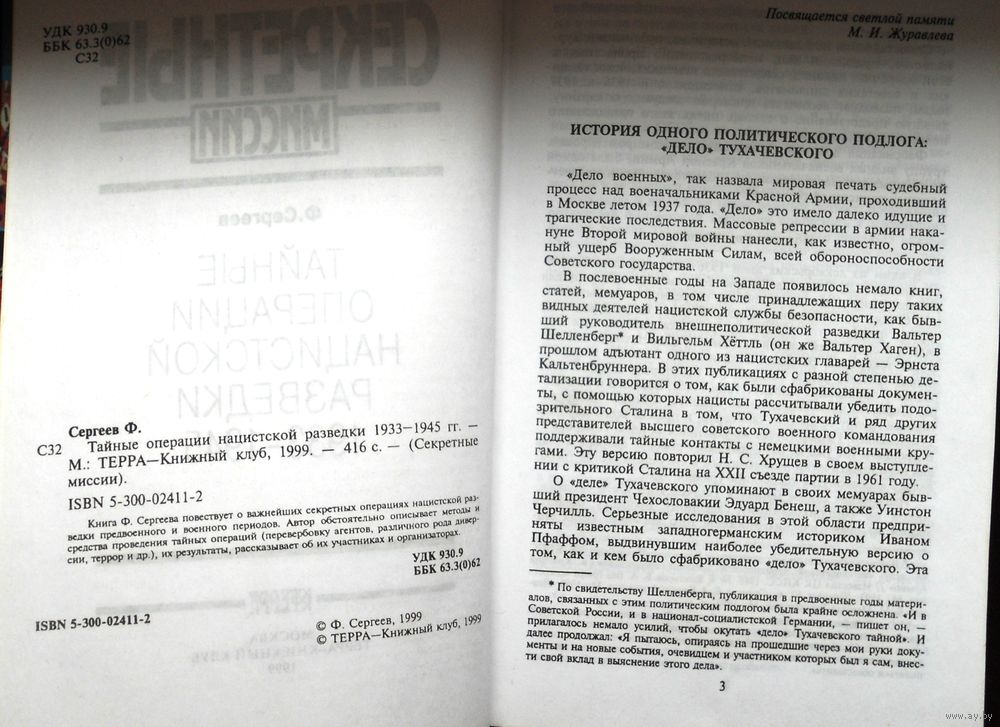 УДК 930.9
ББК 63.3(0)62
С32
Сергеев Ф.
С32 Тайные операции нацистской разведки 1933—1945 гг. —
М.: ТЕРРА—Книжный клуб, 1999. — 416 с. — (Секретные
миссии).
ISBN 5-300-02411-2
Книга Ф. Сергеева повествует о важнейших секретных операциях нацистской раз-
ведки предвоенного и военного периодов. Автор обстоятельно описывает методы и
средства проведения тайных операций (перевербовку агентов, различного рода дивер-
сии, террор и др.), их результаты, рассказывает об их участниках и организаторах.
УДК 930.9
ББК 63.3(0)62
ISBN 5-300-02411-2
© Ф. Сергеев, 1999
© ТЕРРА—Книжный клуб, 1999
Посвящается светлой памяти
М. И. Журавлева
ИСТОРИЯ ОДНОГО ПОЛИТИЧЕСКОГО ПОДЛОГА:
«ДЕЛО» ТУХАЧЕВСКОГО
«Дело военных», так назвала мировая печать судебный
процесс над военачальниками Красной Армии, проходивший
в Москве летом 1937 года. «Дело» это имело далеко идущие и
трагические последствия. Массовые репрессии в армии нака-
нуне Второй мировой войны нанесли, как известно, огром-
ный ущерб Вооруженным Силам, всей обороноспособности
Советского государства.
В послевоенные годы на Западе появилось немало книг,
статей, мемуаров, в том числе принадлежащих перу таких
видных деятелей нацистской службы безопасности, как быв-
ший руководитель внешнеполитической разведки Вальтер
Шелленберг* и Вильгельм Хёттль (он же Вальтер Хаген), в
прошлом адъютант одного из нацистских главарей — Эрнста
Кальтенбруннера. В этих публикациях с разной степенью де-
тализации говорится о том, как были сфабрикованы докумен-
ты, с помощью которых нацисты рассчитывали убедить подо-
зрительного Сталина в том, что Тухачевский и ряд других
представителей высшего советского военного командования
поддерживали тайные контакты с немецкими военными кру-
гами. Эту версию повторил Н. С. Хрущев в своем выступле-
нии с критикой Сталина на XXII съезде партии в 1961 году.
О «деле» Тухачевского упоминают в своих мемуарах быв-
ший президент Чехословакии Эдуард Бенеш, а также Уинстон
Черчилль. Серьезные исследования в этой области предпри-
няты известным западногерманским историком Иваном
Пфаффом, выдвинувшим наиболее убедительную версию о
том, как и кем было сфабриковано «дело» Тухачевского. Эта
* По свидетельству Шелленберга, публикация в предвоенные годы матери-
алов, связанных с этим политическим подлогом была крайне осложнена. «И в
Советской России, и в национал-социалистской Германии, — пишет он, —
прилагалось немало усилий, чтобы окутать «дело» Тухачевского тайной». И
далее продолжал: «Я пытаюсь, опираясь на прошедшие через мои руки доку-
менты и на новые события, очевидцем и участником которых был я сам, внес-
ти свой вклад в выяснение этого дела».
3
www.ay.by